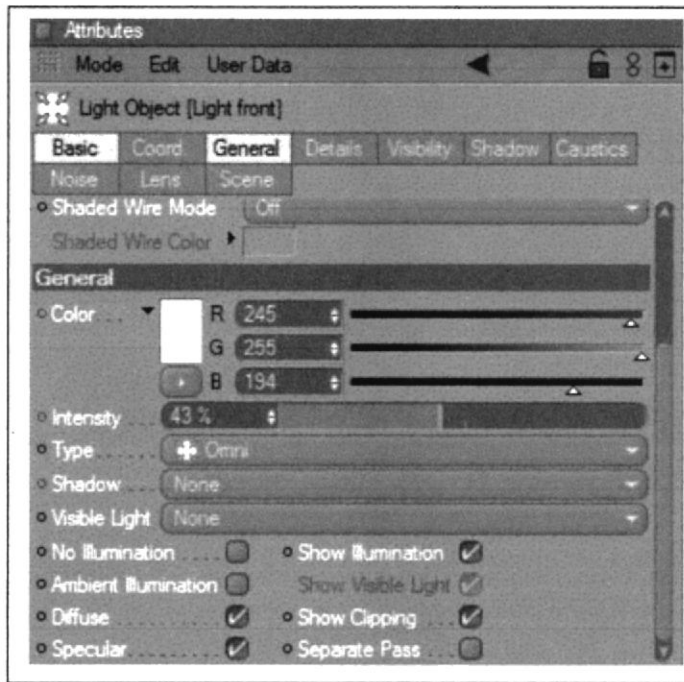 Attributes
Mode Edit User Data
Light Object [Light front]
Basic Coord General Details Visibility Shadow Caustics
Noise Lens Scene
Shaded Wire Mode Off
Shaded Wire Color
General
Color .. R 245
G 255
B 194
Intensity ..... 43 %
Type ...... Omni
Shadow .... None
Visible Light None
No Illumination .... Show Illumination
Ambient Illumination Show Visible Light
Diffuse ........... Show Clipping ...
Specular.......... Separate Pass ...